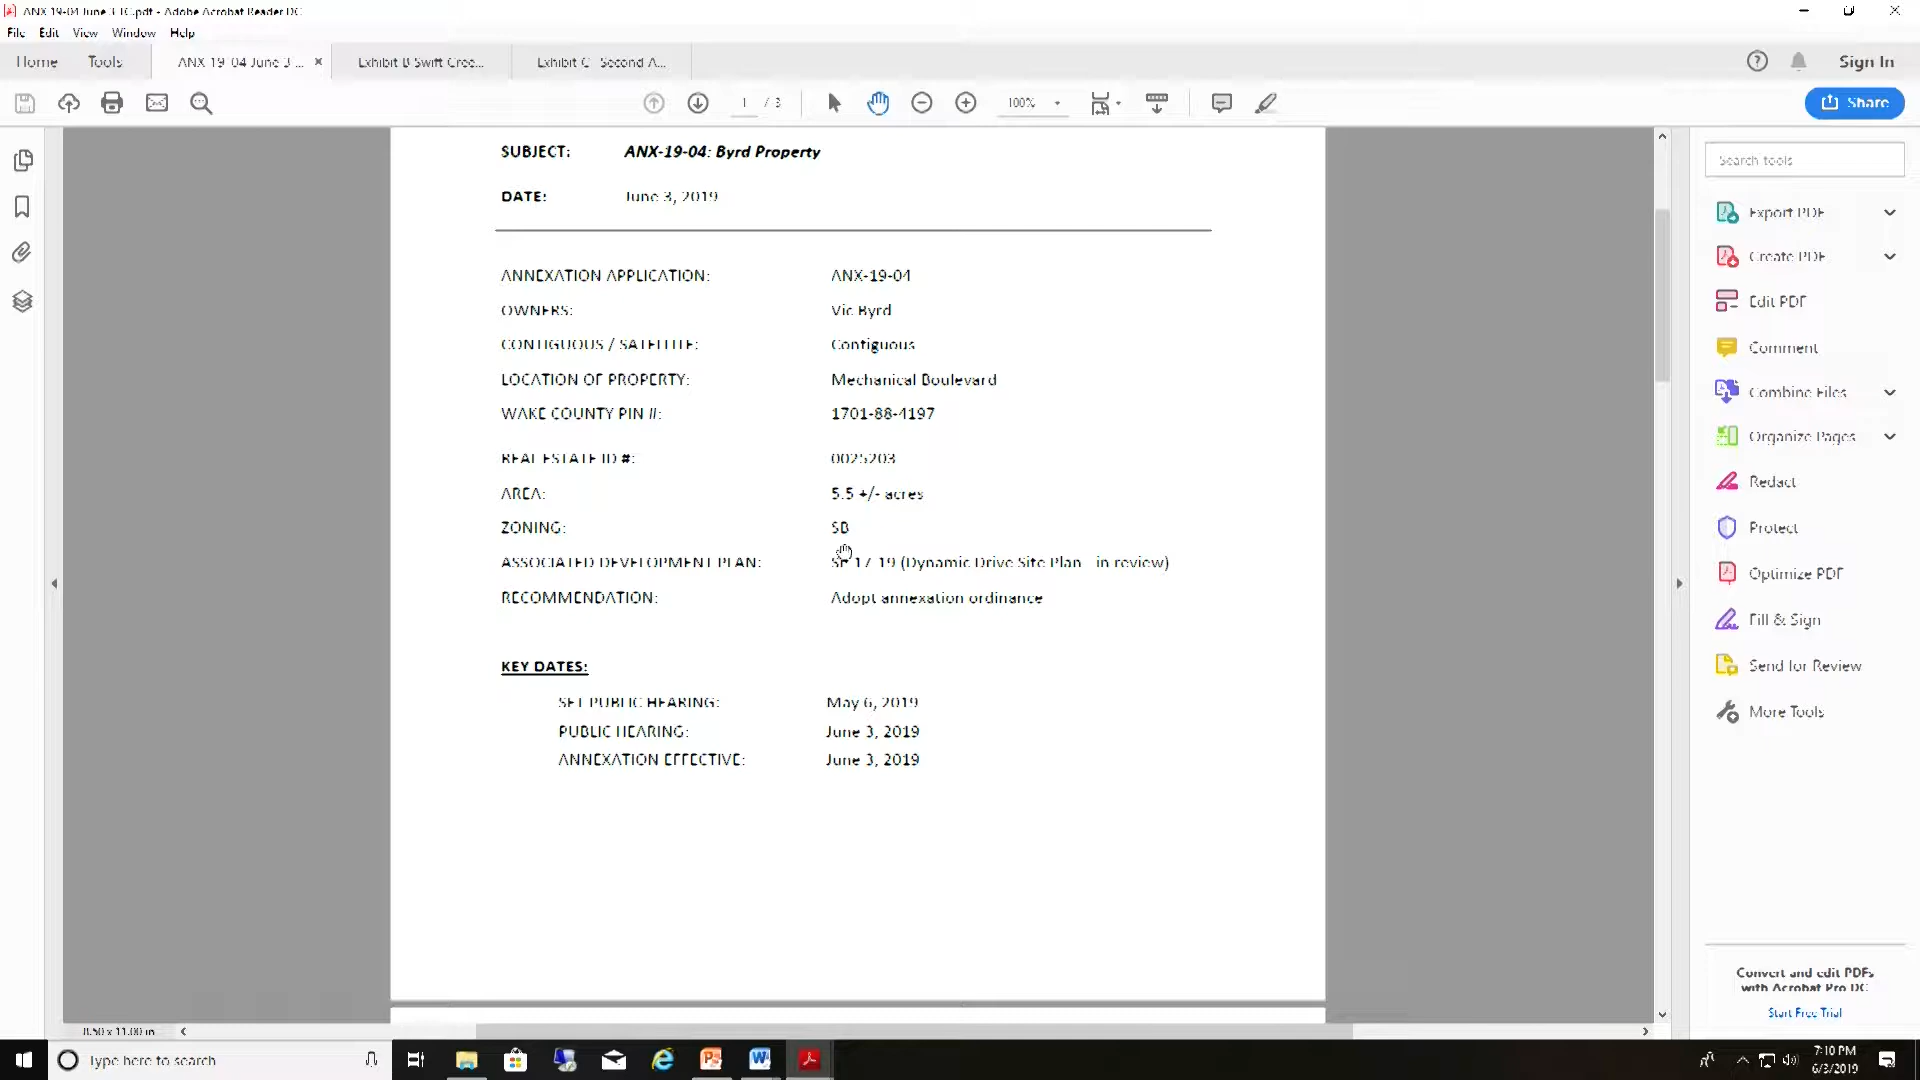 ANX 19-04 June 3 TC.pdf - Adobe Acrobat Reader DC
File Edit View Window Help
Home Tools ANX 19 04 June 3 ... Exhibit B Swift Cree... Exhibit C Second A... Sign In
1 / 3 100% Share
SUBJECT: ANX-19-04: Byrd Property
DATE: June 3, 2019
ANNEXATION APPLICATION: ANX-19-04
OWNERS: Vic Byrd
CONTIGUOUS / SATELLITE: Contiguous
LOCATION OF PROPERTY: Mechanical Boulevard
WAKE COUNTY PIN #: 1701-88-4197
REAL ESTATE ID #: 0025203
AREA: 5.5 +/- acres
ZONING: SB
ASSOCIATED DEVELOPMENT PLAN: 17 19 (Dynamic Drive Site Plan in review)
RECOMMENDATION: Adopt annexation ordinance
KEY DATES:
SET PUBLIC HEARING: May 6, 2019
PUBLIC HEARING: June 3, 2019
ANNEXATION EFFECTIVE: June 3, 2019
Search tools
Export PDF
Create PDF
Edit PDF
Comment
Combine Files
Organize Pages
Redact
Protect
Optimize PDF
Fill & Sign
Send for Review
More Tools
Convert and edit PDFs
with Acrobat Pro DC
Start Free Trial
8.50 x 11.00 in
Type here to search
7:10 PM
6/3/2019